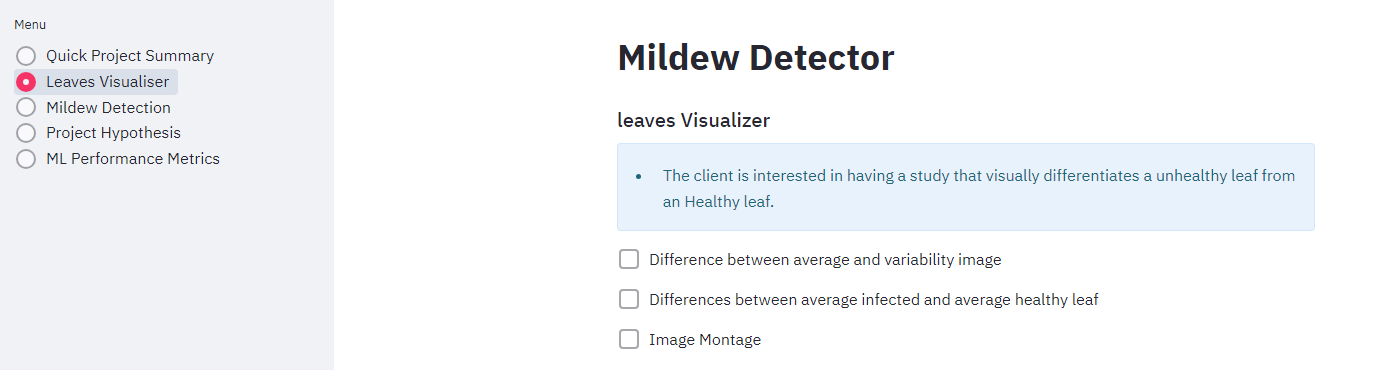 Menu
Quick Project Summary
Leaves Visualiser
Mildew Detection
Project Hypothesis
ML Performance Metrics
Mildew Detector
leaves Visualizer
• The client is interested in having a study that visually differentiates a unhealthy leaf from
an Healthy leaf.
Difference between average and variability image
Differences between average infected and average healthy leaf
Image Montage